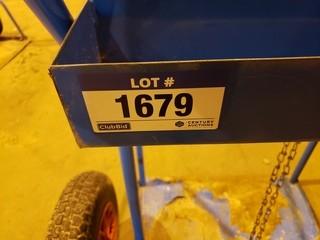 LOT #
1679
ClubBid CENTURY
AUCTIONS